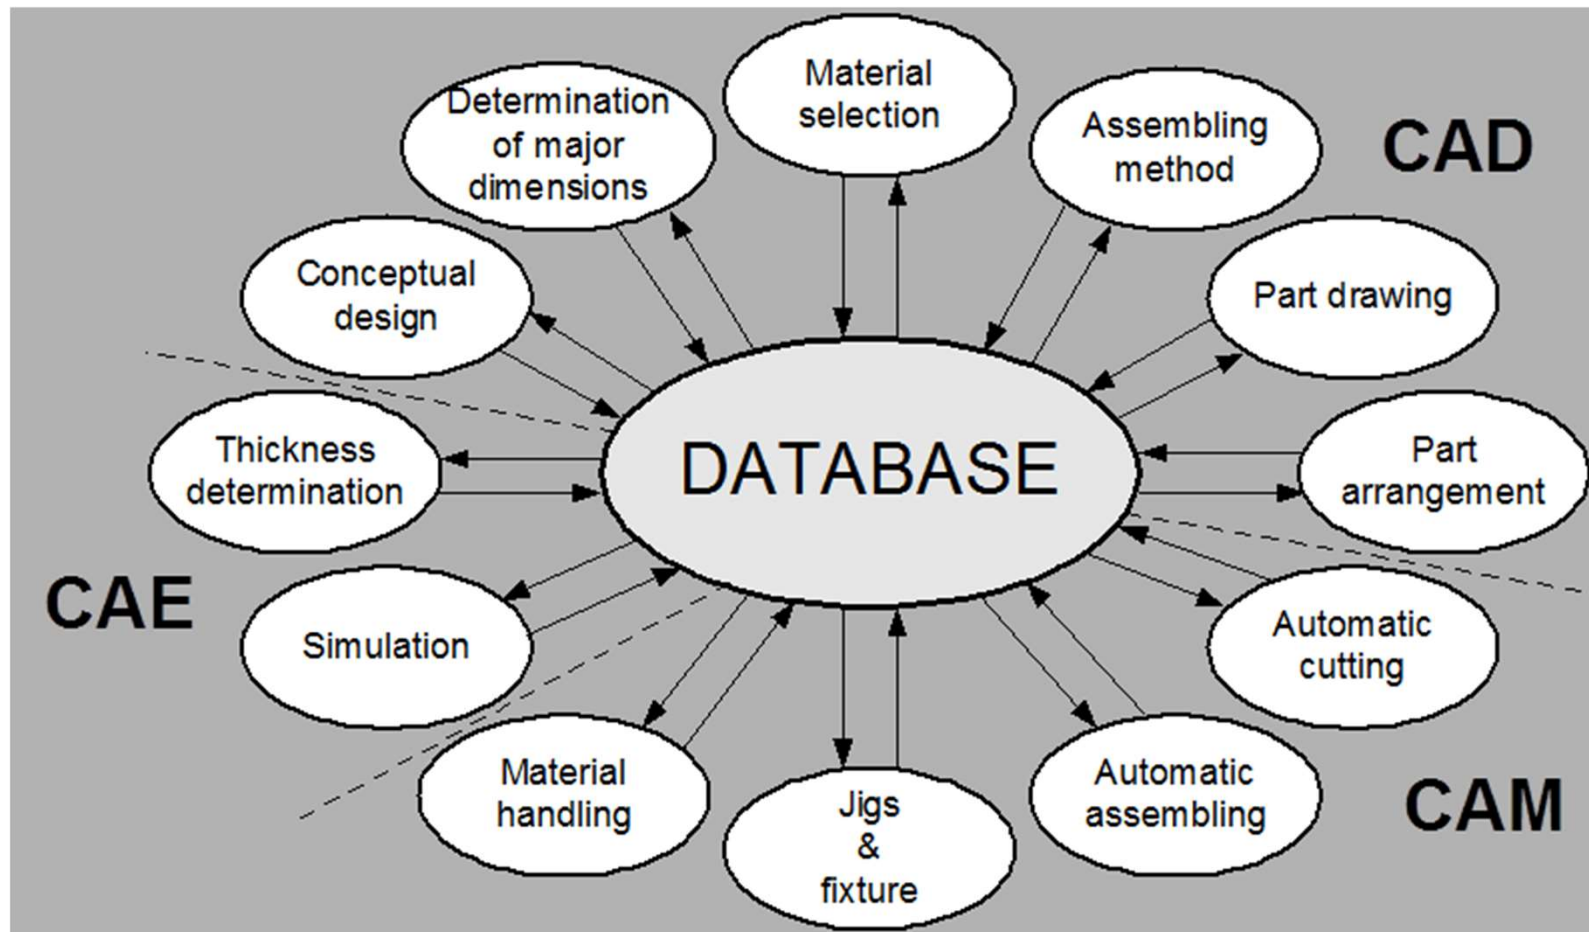 Material
selection
Determination
of major
dimensions
Assembling
method
CAD
Conceptual
design
Part drawing
Thickness
determination
DATABASE
Part
arrangement
CAE
Simulation
Automatic
cutting
Material
handling
Jigs
&
fixture
Automatic
assembling
CAM